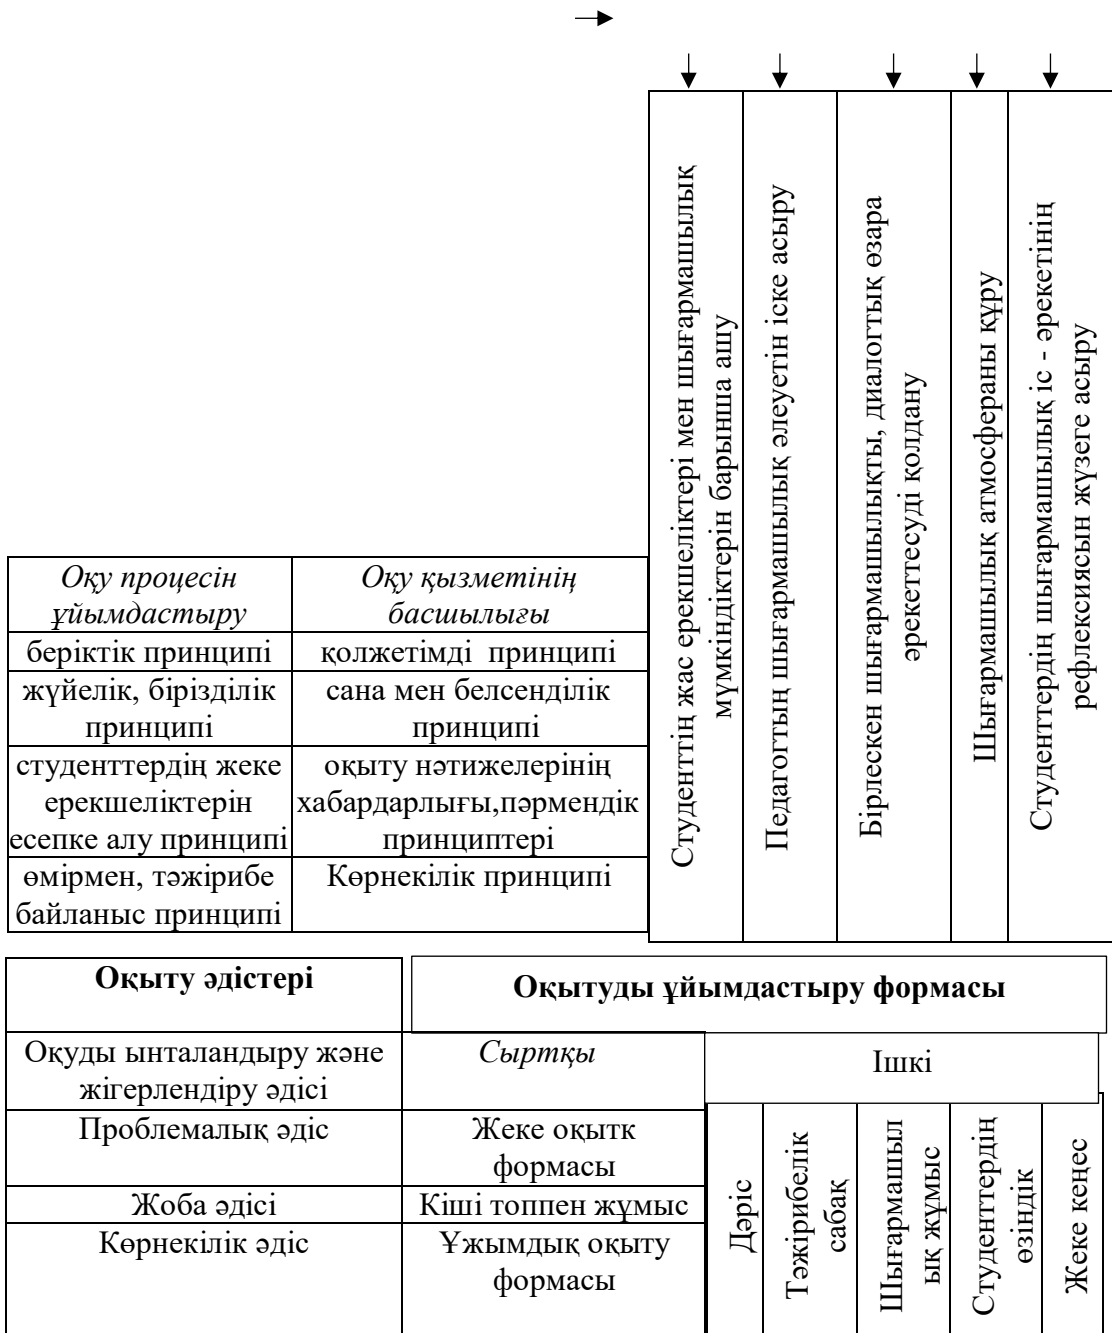 Студенттің жас ерекшеліктері мен шығармашылық
мүмкіндіктерін барынша ашу
Педагогтың шығармашылық әлеуетін іске асыру
Бірлескен шығармашылықты, диалогтық өзара
әрекеттесуді қолдану
Шығармашылық атмосфераны құру
Студенттердің шығармашылық іс - әрекетінің
рефлексиясын жүзеге асыру
Оқу процесін
ұйымдастыру
Оқу қызметінің
басшылығы
беріктік принципі
қолжетімді принципі
жүйелік, бірізділік
принципі
сана мен белсенділік
принципі
студенттердің жеке
ерекшеліктерін
есепке алу принципі
оқыту нәтижелерінің
хабардарлығы,пәрмендік
принциптері
өмірмен, тәжірибе
байланыс принципі
Көрнекілік принципі
Оқыту әдістері
Оқытуды ұйымдастыру формасы
Оқуды ынталандыру және
жігерлендіру әдісі
Сыртқы
Ішкі
Проблемалық әдіс
Жеке оқытк
формасы
Жоба әдісі
Кіші топпен жұмыс
Көрнекілік әдіс
Ұжымдық оқыту
формасы
Дәріс
Тәжірибелік
сабақ
Шығармашыл
ық жұмыс
Студенттердің
өзіндік
Жеке кеңес